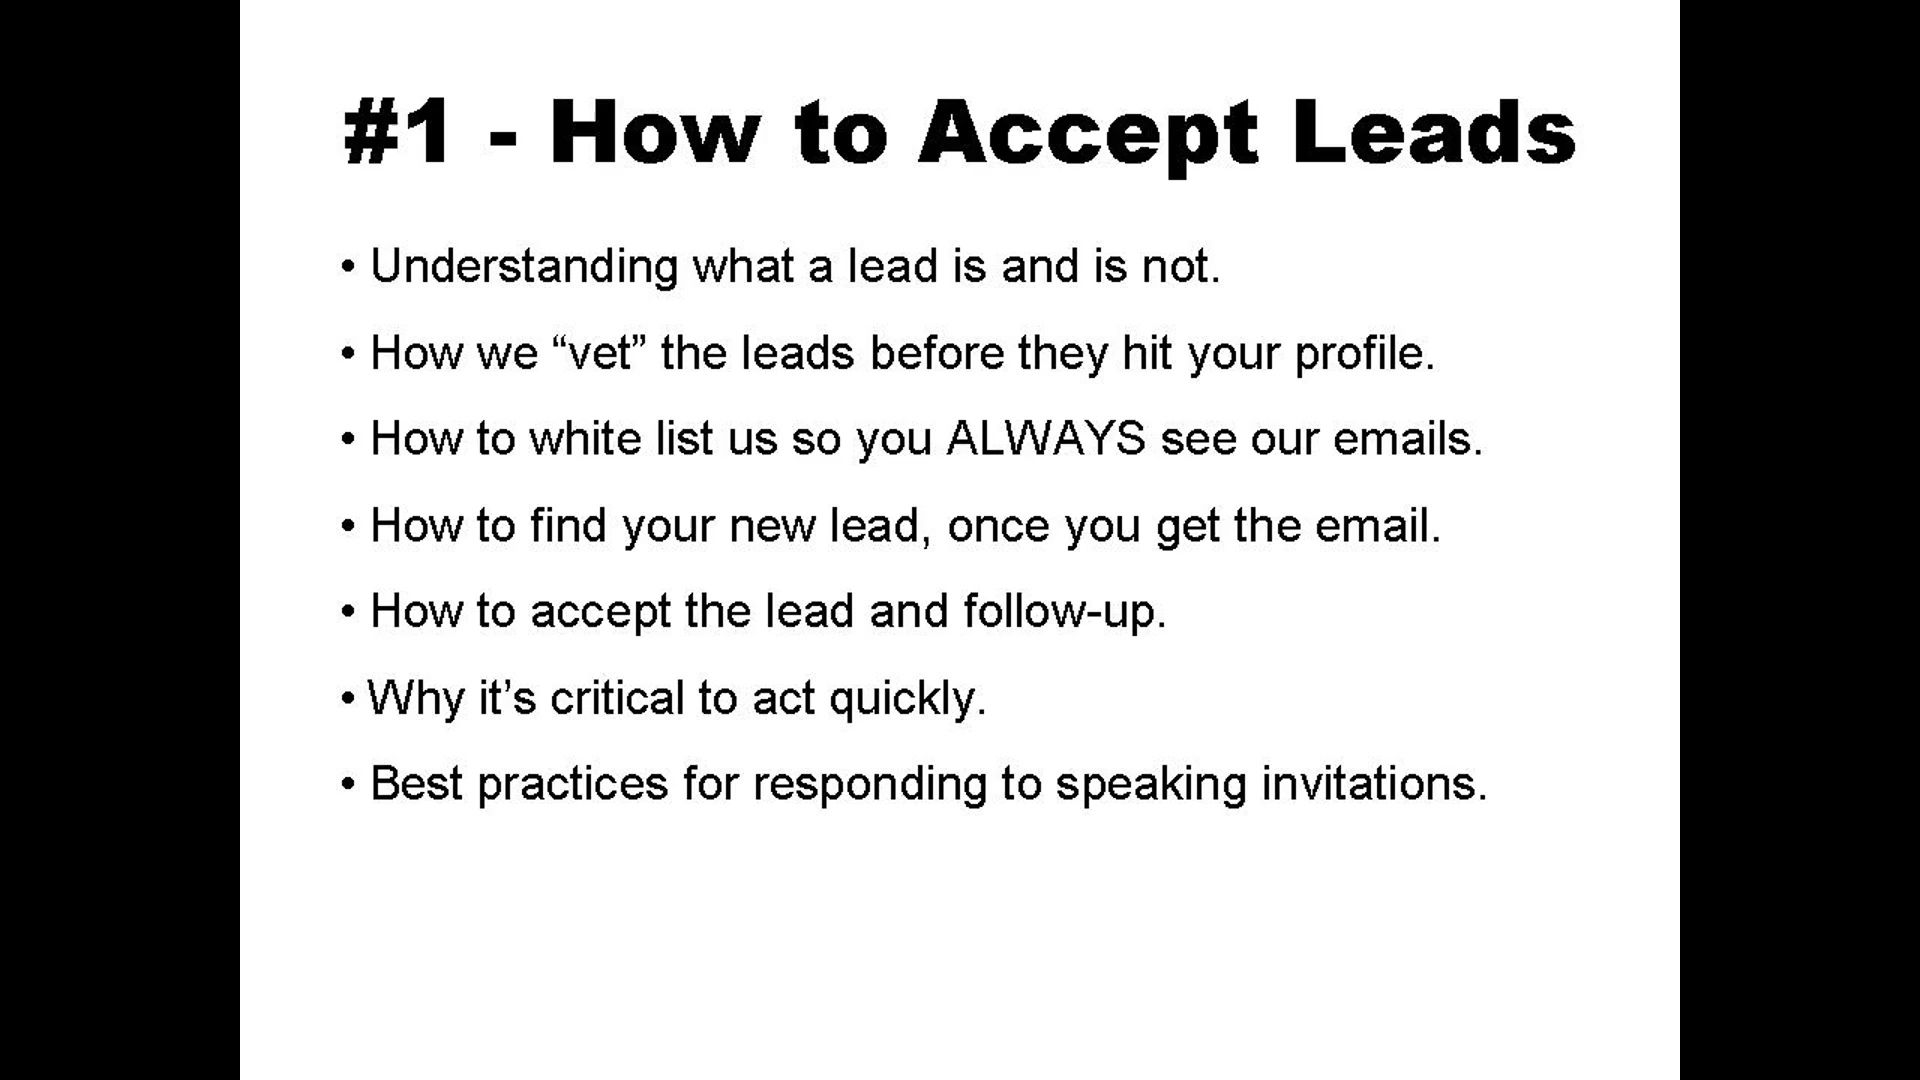 #1 - How to Accept Leads
• Understanding what a lead is and is not.
• How we “vet” the leads before they hit your profile.
• How to white list us so you ALWAYS see our emails.
• How to find your new lead, once you get the email.
• How to accept the lead and follow-up.
• Why it’s critical to act quickly.
• Best practices for responding to speaking invitations.